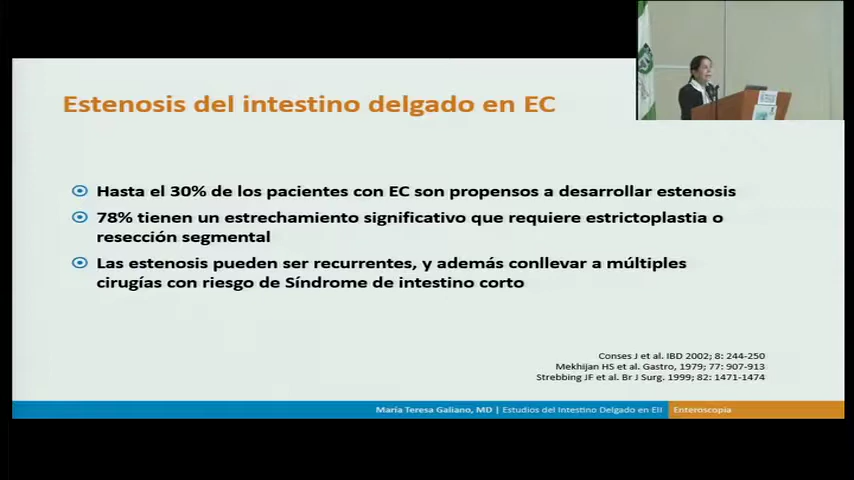 Estenosis del intestino delgado en EC
Hasta el 30% de los pacientes con EC son propensos a desarrollar estenosis
78% tienen un estrechamiento significativo que requiere estrictoplastia o
resección segmental
Las estenosis pueden ser recurrentes, y además conllevar a múltiples
cirugías con riesgo de Síndrome de intestino corto
Conses J et al. IBD 2002; 8: 244-250
Mekhijan HS et al. Gastro, 1979; 77: 907-913
Strebbing JF et al. Br J Surg. 1999; 82: 1471-1474
María Teresa Galiano, MD | Estudios del Intestino Delgado en EII
Enteroscopia